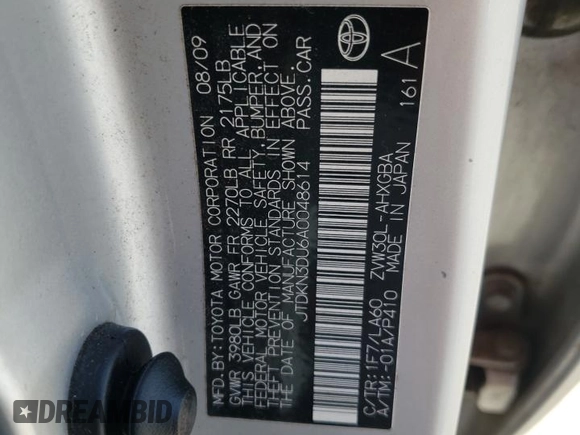 MFD.BY:TOYOTA MOTOR CORPORATION 08/09
GVWR 3980LB GAWR FR 2270LB RR 2175LB
THIS VEHICLE CONFORMS TO ALL APPLICABLE
FEDERAL MOTOR VEHICLE SAFETY, BUMPER, AND
THEFT PREVENTION STANDARDS IN EFFECT ON
THE DATE OF MANUFACTURE SHOWN ABOVE.
JTDKN3DU6A0048614 PASS.CAR
C/TR:1F7/LA60 ZVW30L-AHXGBA
A/TM:-01A/P410 MADE IN JAPAN
161 A
DREAMBID